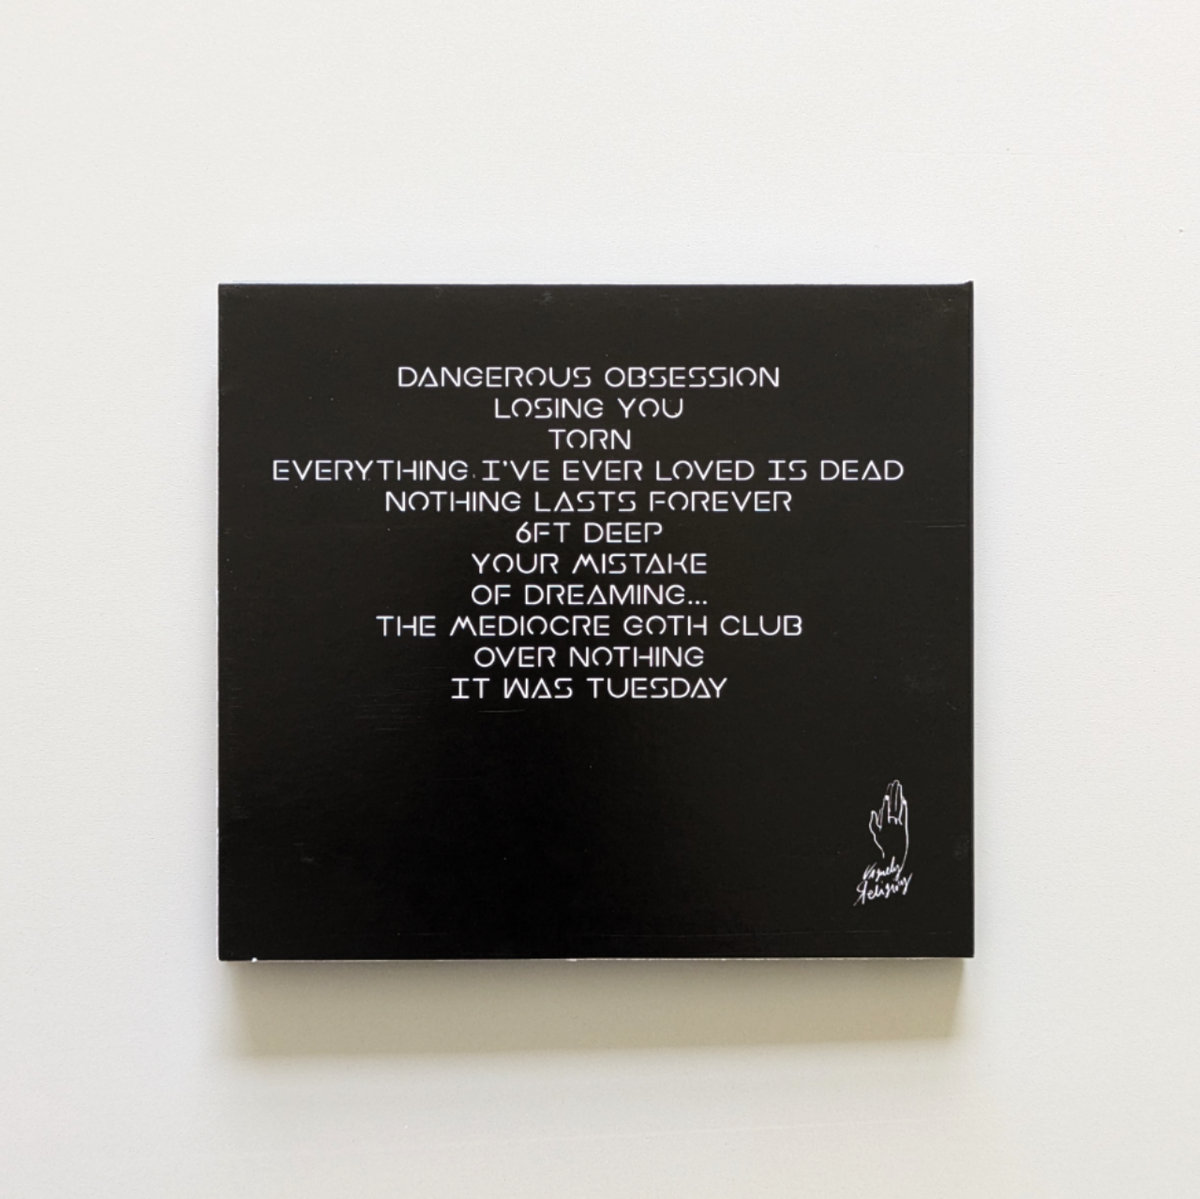 DANGEROUS OBSESSION
LOSING YOU
TORN
EVERYTHING I'VE EVER LOVED IS DEAD
NOTHING LASTS FOREVER
6FT DEEP
YOUR MISTAKE
OF DREAMING...
THE MEDIOCRE GOTH CLUB
OVER NOTHING
IT WAS TUESDAY
Vaguely